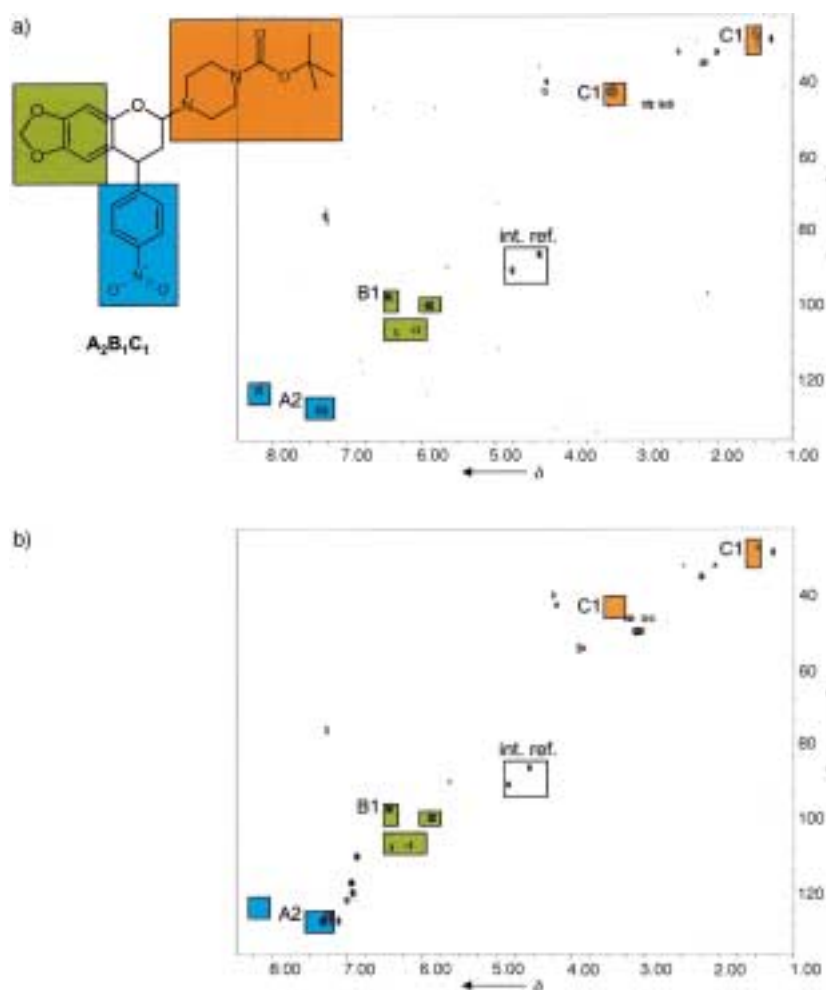 a)
O
O
O
N
N
O
O
O⁻
N⁺
O
A₂B₁C₁
C1
C1
int. ref.
B1
A2
40
60
80
100
120
8.00 7.00 6.00 5.00 4.00 3.00 2.00 1.00
δ
b)
C1
C1
int. ref.
B1
A2
40
60
80
100
120
8.00 7.00 6.00 5.00 4.00 3.00 2.00 1.00
δ